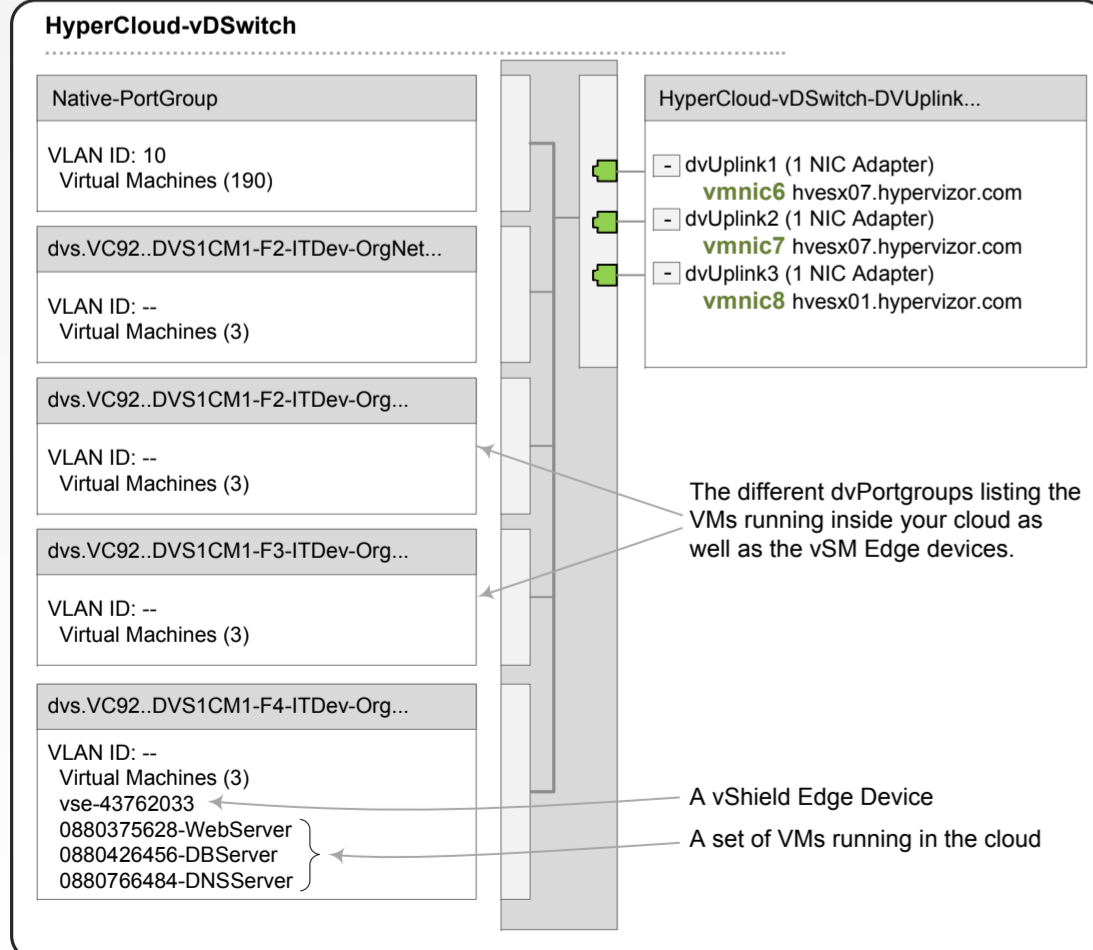 HyperCloud-vDSwitch
Native-PortGroup
VLAN ID: 10
Virtual Machines (190)
dvs.VC92..DVS1CM1-F2-ITDev-OrgNet...
VLAN ID: --
Virtual Machines (3)
dvs.VC92..DVS1CM1-F2-ITDev-Org...
VLAN ID: --
Virtual Machines (3)
dvs.VC92..DVS1CM1-F3-ITDev-Org...
VLAN ID: --
Virtual Machines (3)
dvs.VC92..DVS1CM1-F4-ITDev-Org...
VLAN ID: --
Virtual Machines (3)
vse-43762033
0880375628-WebServer
0880426456-DBServer
0880766484-DNSServer
HyperCloud-vDSwitch-DVUplink...
- dvUplink1 (1 NIC Adapter)
vmnic6 hvesx07.hypervizor.com
- dvUplink2 (1 NIC Adapter)
vmnic7 hvesx07.hypervizor.com
- dvUplink3 (1 NIC Adapter)
vmnic8 hvesx01.hypervizor.com
The different dvPortgroups listing the
VMs running inside your cloud as
well as the vSM Edge devices.
A vShield Edge Device
A set of VMs running in the cloud